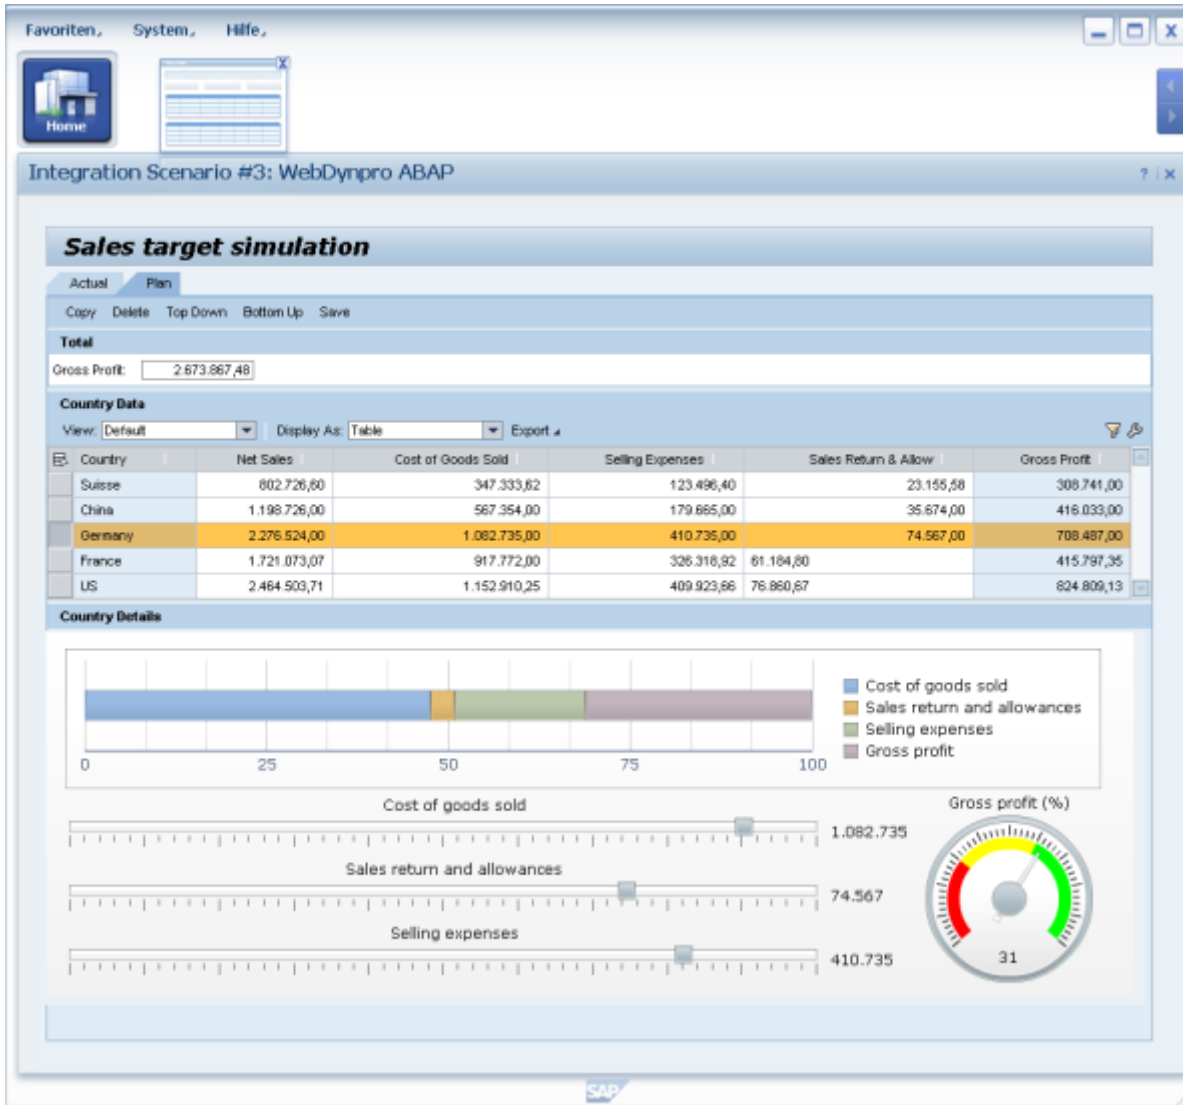 Favoriten˯ System˯ Hilfe˯
X
X
Home
Integration Scenario #3: WebDynpro ABAP ? x
Sales target simulation
Actual Plan
Copy Delete Top Down Bottom Up Save
Total
Gross Profit: 2.673.867,48
Country Data
View: Default Display As: Table Export
Country Net Sales Cost of Goods Sold Selling Expenses Sales Return & Allow Gross Profit
Suisse 802.726,60 347.333,62 123.496,40 23.155,58 308.741,00
China 1.198.726,00 567.354,00 179.665,00 35.674,00 416.033,00
Germany 2.276.524,00 1.082.735,00 410.735,00 74.567,00 708.487,00
France 1.721.073,07 917.772,00 326.318,92 61.184,80 415.797,35
US 2.464.503,71 1.152.910,25 409.923,66 76.860,67 824.809,13
Country Details
Cost of goods sold
Sales return and allowances
Selling expenses
Gross profit
0 25 50 75 100
Cost of goods sold
1.082.735
Gross profit (%)
Sales return and allowances
74.567
Selling expenses
410.735
31
SAP